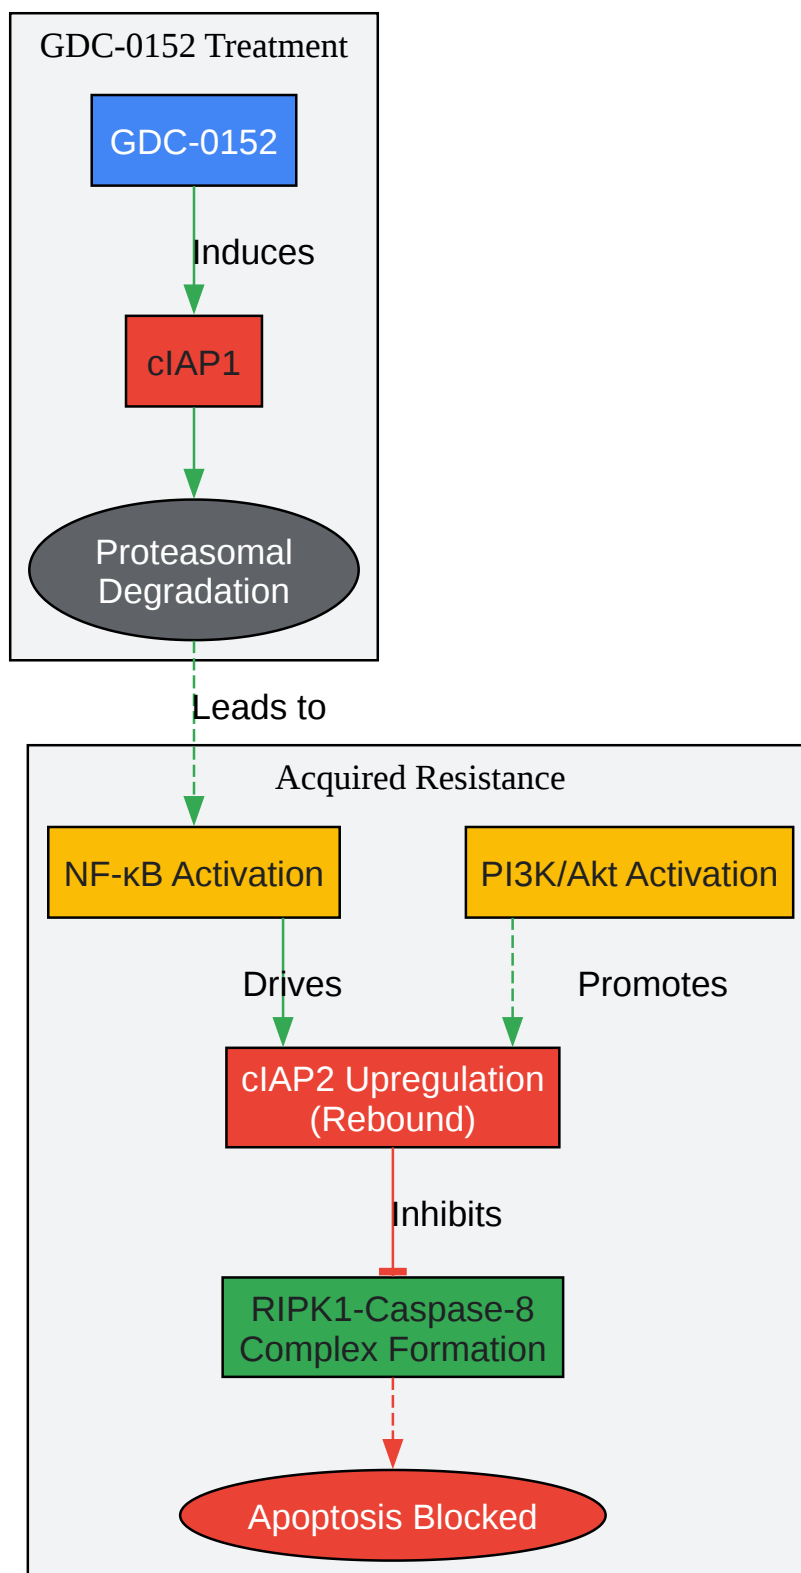 GDC-0152 Treatment
GDC-0152
Induces
cIAP1
Proteasomal
Degradation
Leads to
Acquired Resistance
NF-κB Activation
PI3K/Akt Activation
Drives
Promotes
cIAP2 Upregulation
(Rebound)
Inhibits
RIPK1-Caspase-8
Complex Formation
Apoptosis Blocked